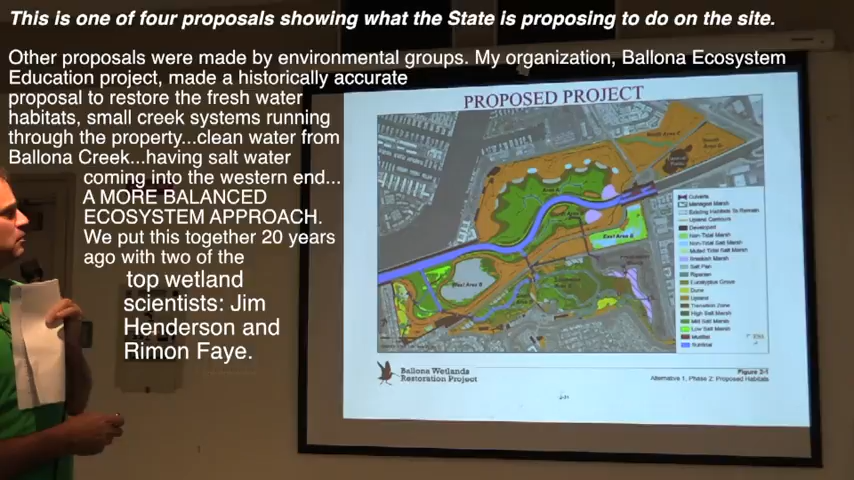 This is one of four proposals showing what the State is proposing to do on the site.
Other proposals were made by environmental groups. My organization, Ballona Ecosystem
Education project, made a historically accurate
proposal to restore the fresh water
habitats, small creek systems running
through the property...clean water from
Ballona Creek...having salt water
coming into the western end...
A MORE BALANCED
ECOSYSTEM APPROACH.
We put this together 20 years
ago with two of the
top wetland
scientists: Jim
Henderson and
Rimon Faye.
PROPOSED PROJECT
North Area C
South Area C
Area A
East Area B
West Area B
Culverts
Managed Marsh
Existing Habitats To Remain
Upland Contours
Developed
Non-Tidal Marsh
Non-Tidal Salt Marsh
Muted Tidal Salt Marsh
Brackish Marsh
Salt Pan
Riparian
Eucalyptus Grove
Dune
Upland
Transition Zone
High Salt Marsh
Mid Salt Marsh
Low Salt Marsh
Mudflat
Subtidal
Ballona Wetlands
Restoration Project
Figure 2-1
Alternative 1, Phase 2: Proposed Habitats